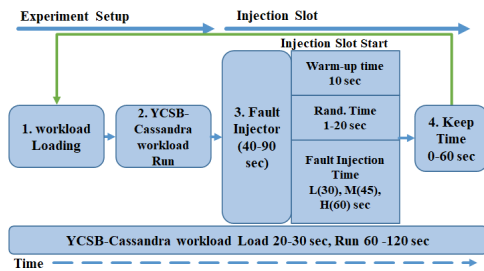 Experiment Setup
Injection Slot
Injection Slot Start
1. workload
Loading
2. YCSB-
Cassandra
workload
Run
3. Fault
Injector
(40-90
sec)
Warm-up time
10 sec
Rand. Time
1-20 sec
Fault Injection
Time
L(30), M(45),
H(60) sec
4. Keep
Time
0-60 sec
YCSB-Cassandra workload Load 20-30 sec, Run 60 -120 sec
Time